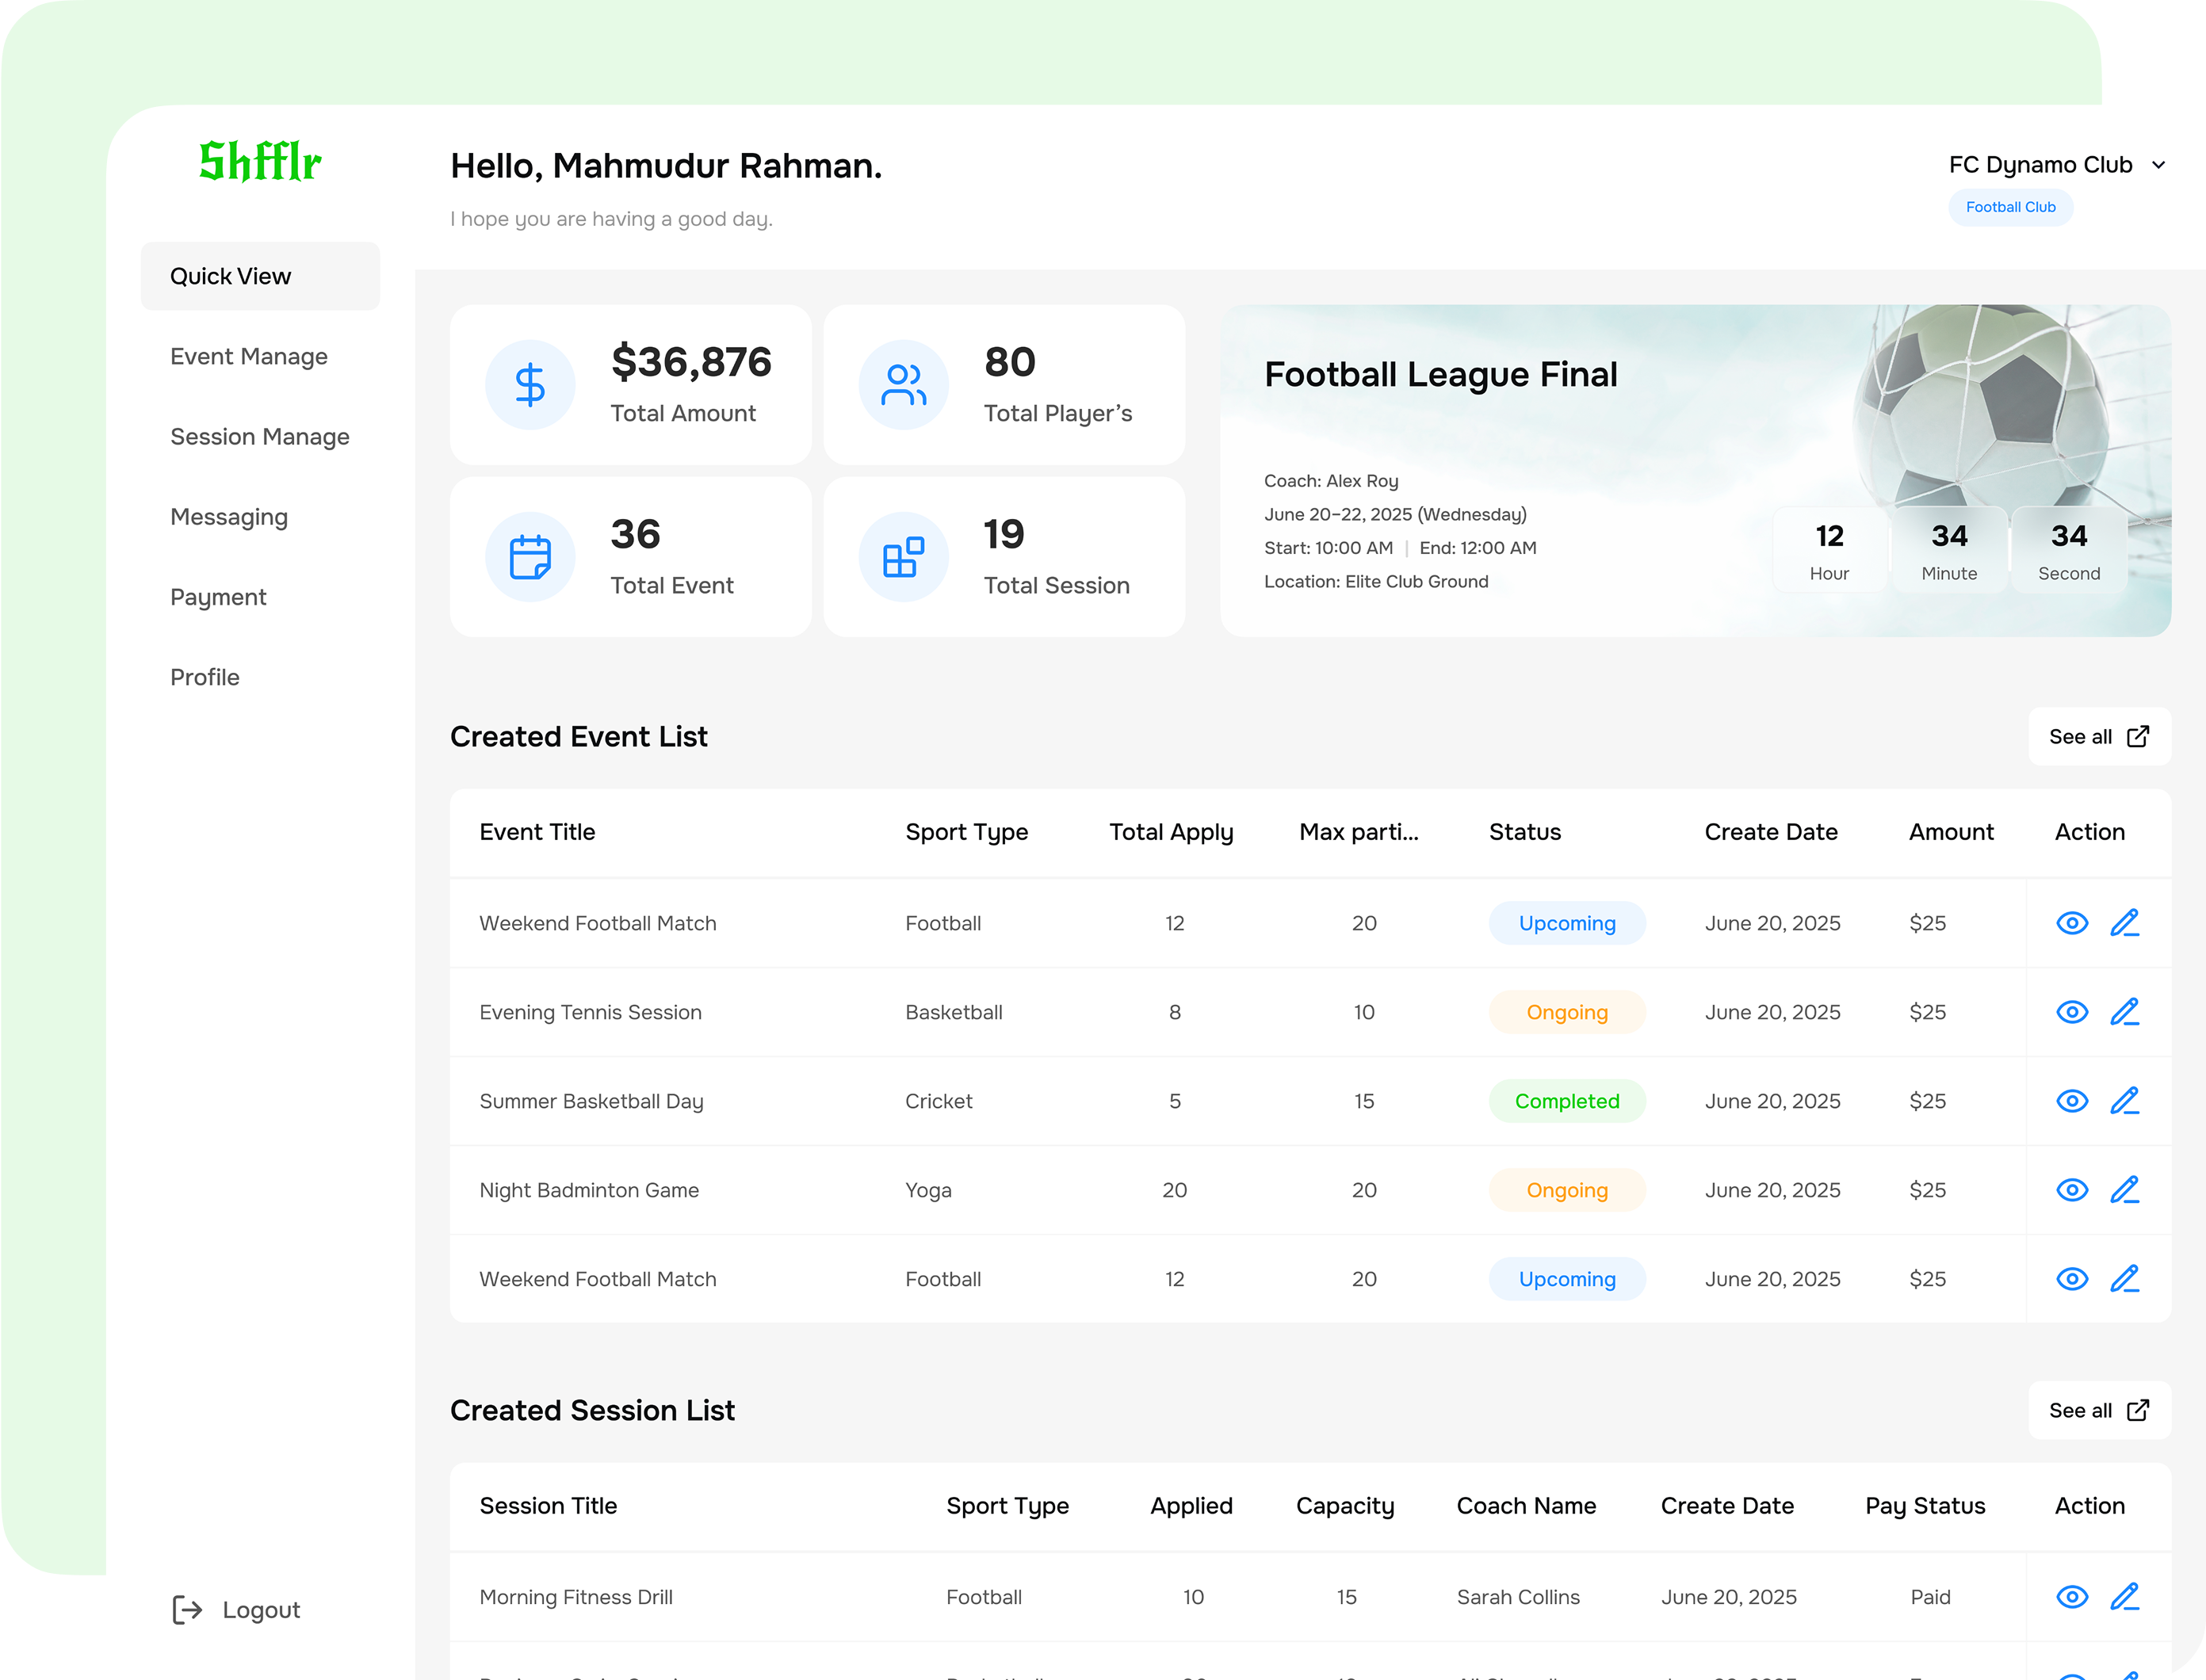 Shfflr
Hello, Mahmudur Rahman.
I hope you are having a good day.
FC Dynamo Club
Football Club
Quick View
Event Manage
Session Manage
Messaging
Payment
Profile
Logout
$36,876
Total Amount
80
Total Player’s
36
Total Event
19
Total Session
Football League Final
Coach: Alex Roy
June 20–22, 2025 (Wednesday)
Start: 10:00 AM | End: 12:00 AM
Location: Elite Club Ground
12 34 34
Hour Minute Second
Created Event List See all
Event Title Sport Type Total Apply Max parti... Status Create Date Amount Action
Weekend Football Match Football 12 20 Upcoming June 20, 2025 $25
Evening Tennis Session Basketball 8 10 Ongoing June 20, 2025 $25
Summer Basketball Day Cricket 5 15 Completed June 20, 2025 $25
Night Badminton Game Yoga 20 20 Ongoing June 20, 2025 $25
Weekend Football Match Football 12 20 Upcoming June 20, 2025 $25
Created Session List See all
Session Title Sport Type Applied Capacity Coach Name Create Date Pay Status Action
Morning Fitness Drill Football 10 15 Sarah Collins June 20, 2025 Paid